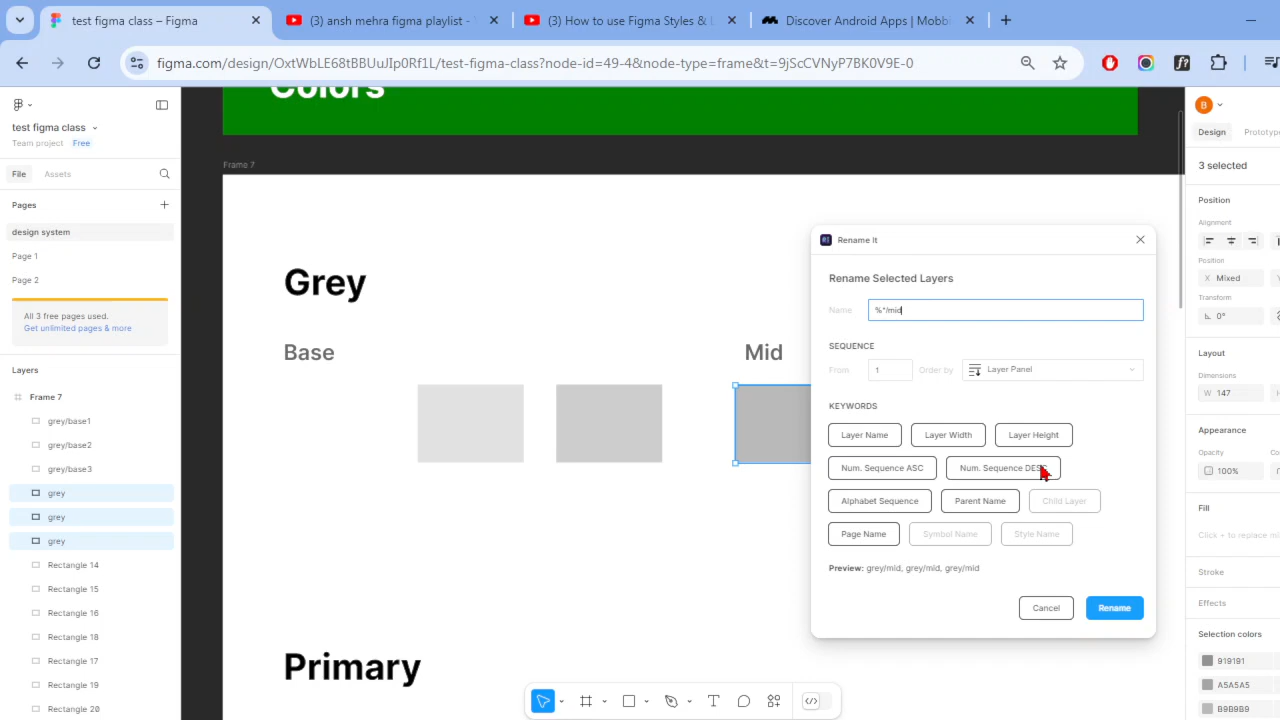 test figma class – Figma
(3) ansh mehra figma playlist -
(3) How to use Figma Styles & L
Discover Android Apps | Mobbi
figma.com/design/OxtWbLE68tBBUuJIp0Rf1L/test-figma-class?node-id=49-4&node-type=frame&t=9jScCVNyP7BK0V9E-0
Colors
test figma class
Team project Free
B
Design Prototype
File Assets
Frame 7
3 selected
Pages
design system
Page 1
Page 2
All 3 free pages used.
Get unlimited pages & more
Layers
Frame 7
grey/base1
grey/base2
grey/base3
grey
grey
grey
Rectangle 14
Rectangle 15
Rectangle 16
Rectangle 18
Rectangle 17
Rectangle 19
Rectangle 20
Grey
Base Mid
Primary
Rename It
Rename Selected Layers
Name %*/mid
SEQUENCE
From 1 Order by Layer Panel
KEYWORDS
Layer Name Layer Width Layer Height
Num. Sequence ASC Num. Sequence DESC
Alphabet Sequence Parent Name Child Layer
Page Name Symbol Name Style Name
Preview: grey/mid, grey/mid, grey/mid
Cancel Rename
Position
Alignment
Position
X Mixed
Transform
0°
Layout
Dimensions
W 147
Appearance
Opacity
100%
Fill
Click + to replace mi
Stroke
Effects
Selection colors
919191
A5A5A5
B9B9B9